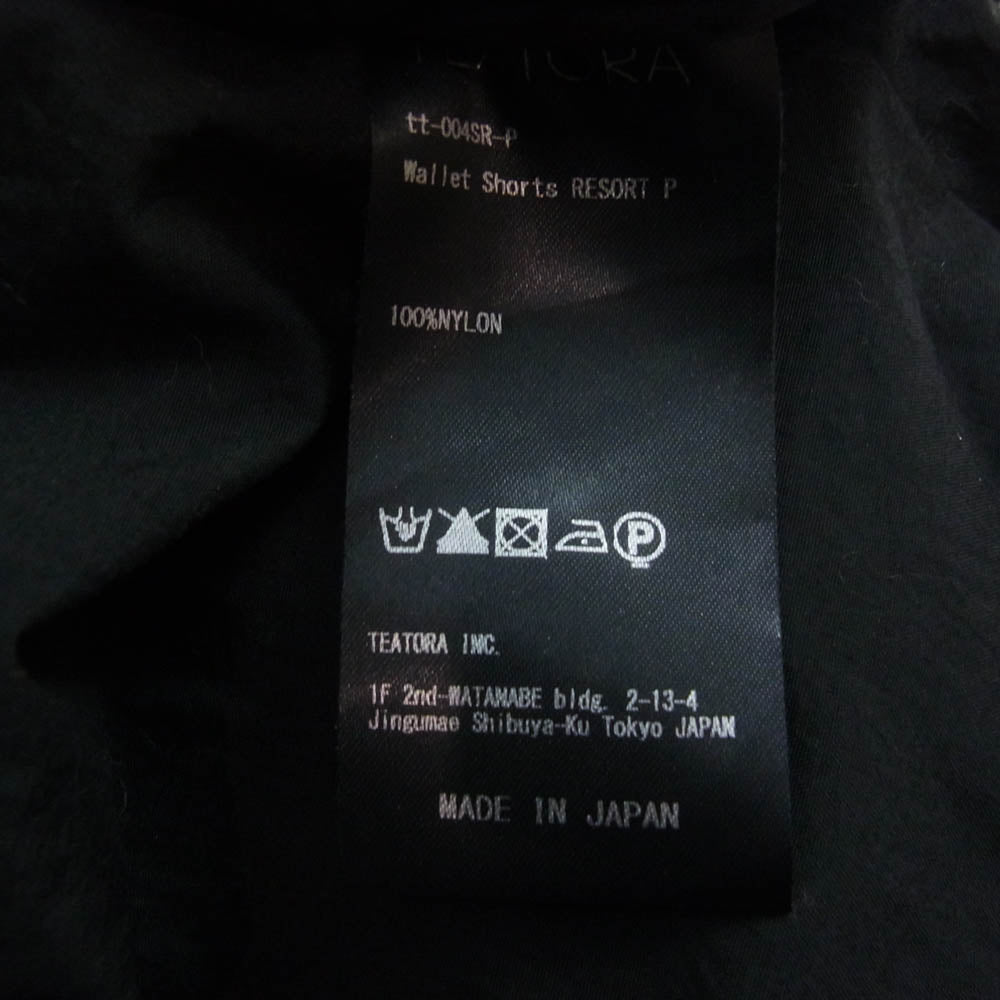 TEATORA
tt-004SR-P
Wallet Shorts RESORT P
100%NYLON
P
TEATORA INC.
1F 2nd-WATANABE bldg. 2-13-4
Jingumae Shibuya-Ku Tokyo JAPAN
MADE IN JAPAN